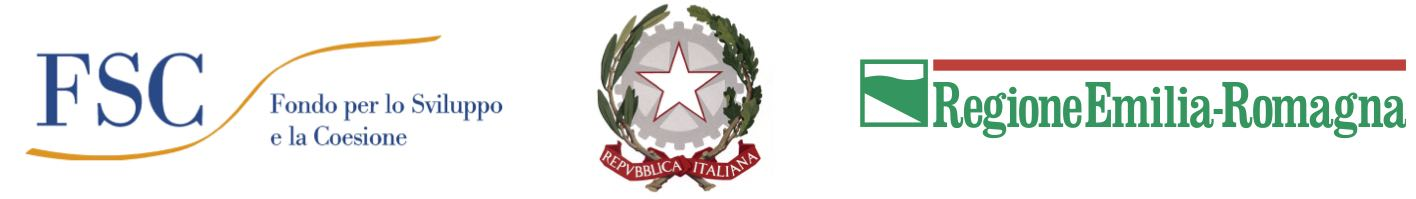 FSC
Fondo per lo Sviluppo
e la Coesione
REPVBBLICA ITALIANA
RegioneEmilia-Romagna